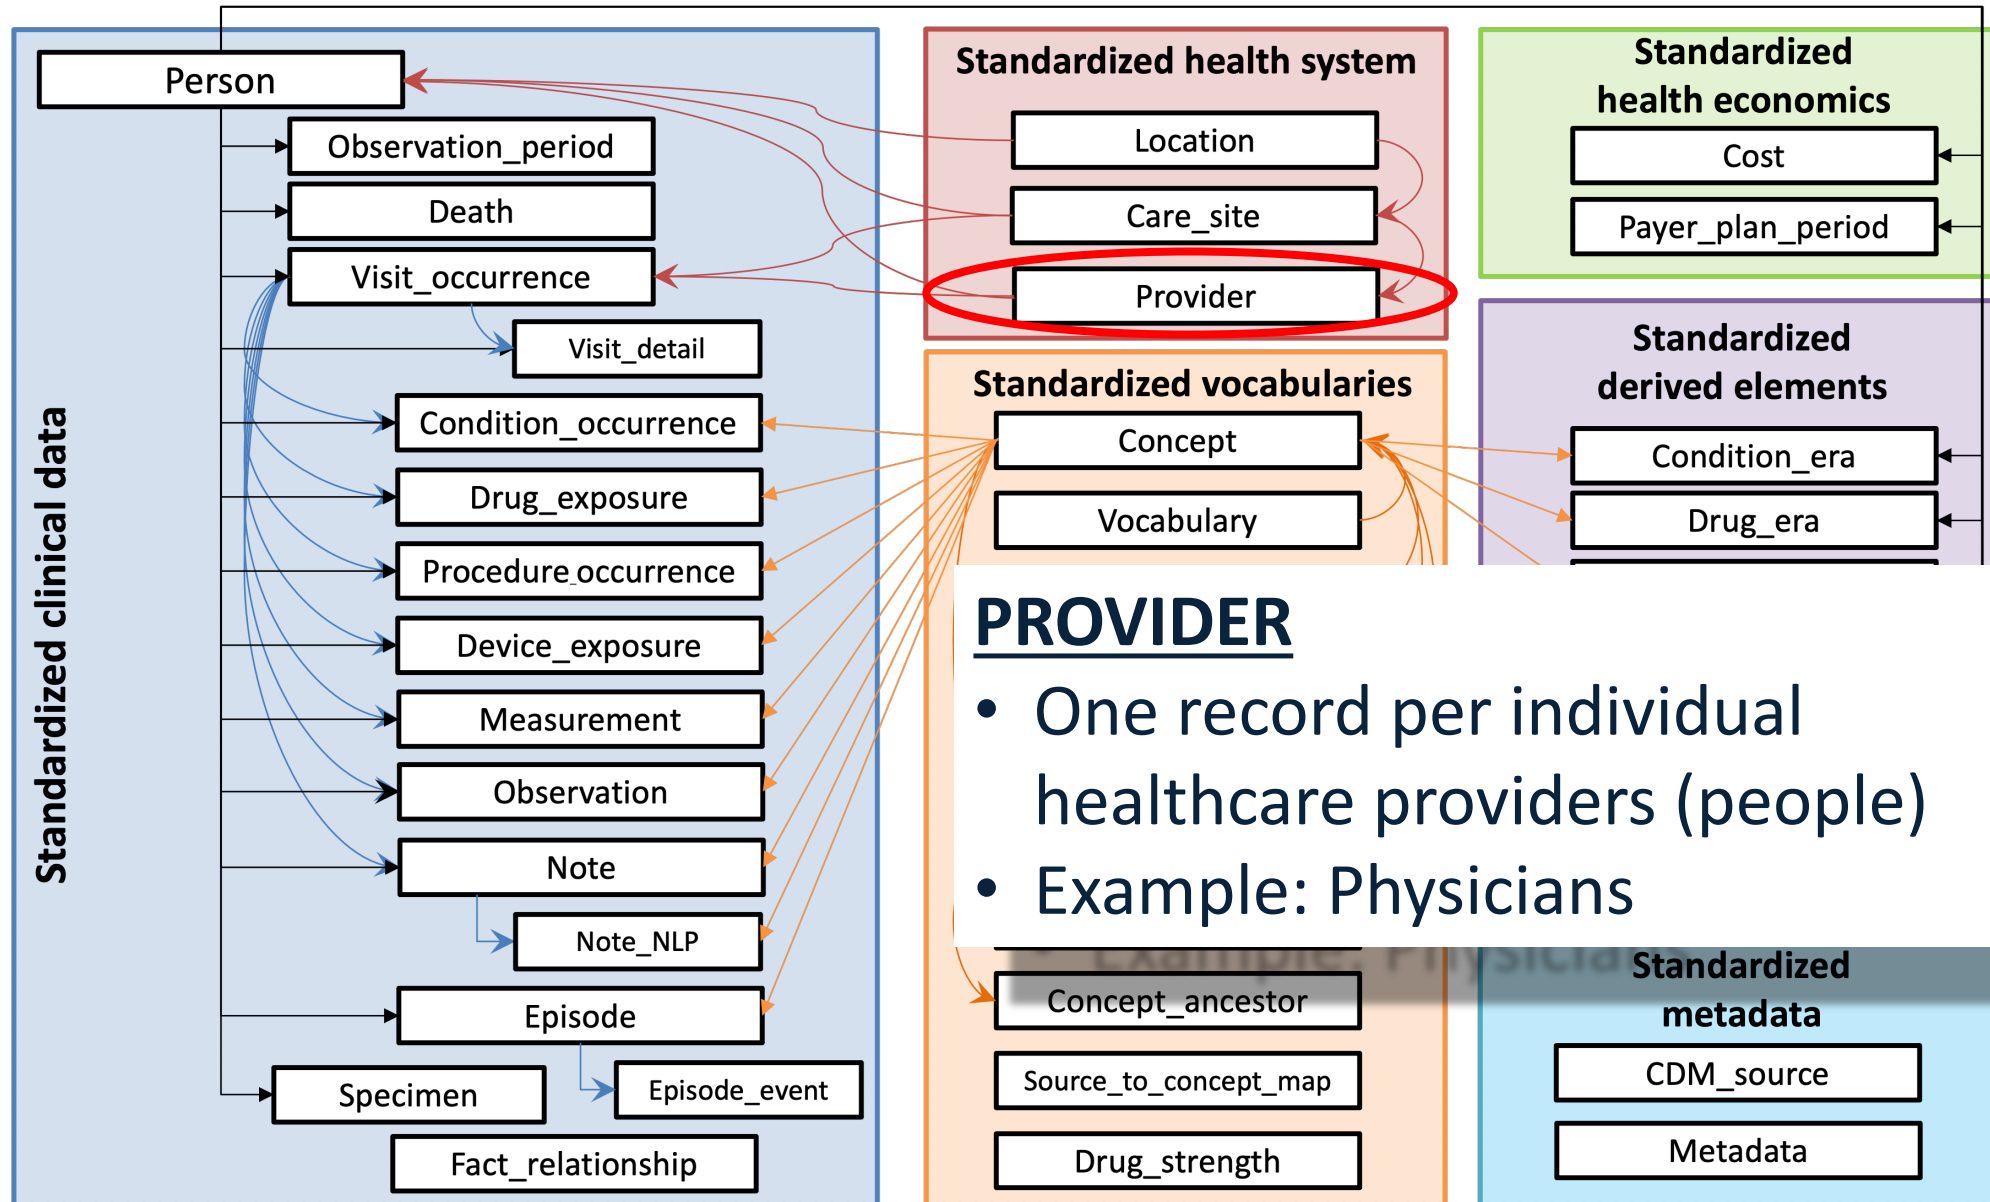 Standardized clinical data
Person
Observation_period
Death
Visit_occurrence
Visit_detail
Condition_occurrence
Drug_exposure
Procedure_occurrence
Device_exposure
Measurement
Observation
Note
Note_NLP
Episode
Specimen
Episode_event
Fact_relationship
Standardized health system
Location
Care_site
Provider
Standardized vocabularies
Concept
Vocabulary
Concept_ancestor
Source_to_concept_map
Drug_strength
Standardized
health economics
Cost
Payer_plan_period
Standardized
derived elements
Condition_era
Drug_era
PROVIDER
• One record per individual
healthcare providers (people)
• Example: Physicians
• Example: Physicians
Standardized
metadata
CDM_source
Metadata